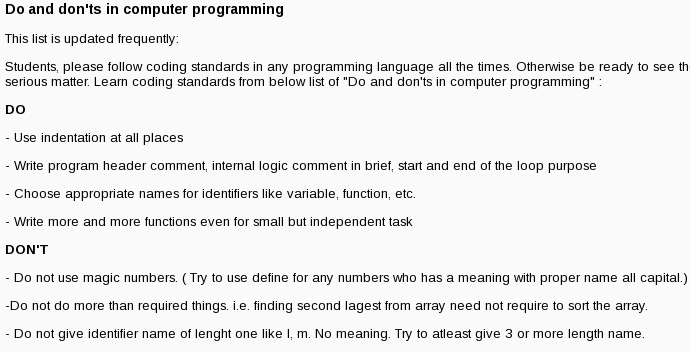 Do and don'ts in computer programming
This list is updated frequently:
Students, please follow coding standards in any programming language all the times. Otherwise be ready to see
serious matter. Learn coding standards from below list of "Do and don'ts in computer programming" :
DO
- Use indentation at all places
- Write program header comment, internal logic comment in brief, start and end of the loop purpose
- Choose appropriate names for identifiers like variable, function, etc.
- Write more and more functions even for small but independent task
DON'T
- Do not use magic numbers. ( Try to use define for any numbers who has a meaning with proper name all capital.)
-Do not do more than required things. i.e. finding second lagest from array need not require to sort the array.
- Do not give identifier name of lenght one like l, m. No meaning. Try to atleast give 3 or more length name.